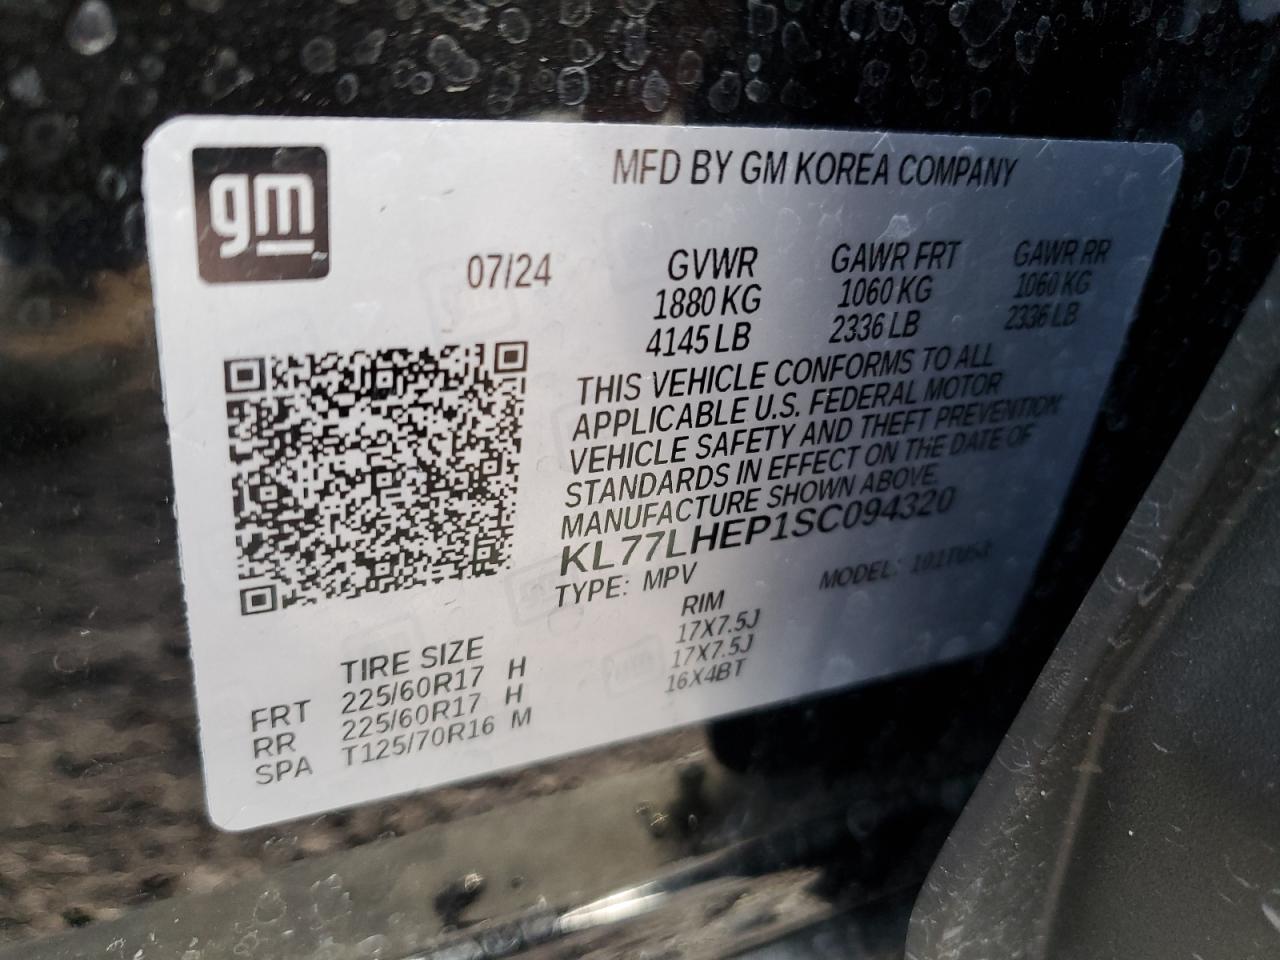 gm
MFD BY GM KOREA COMPANY
07/24
GVWR GAWR FRT GAWR RR
1880 KG 1060 KG 1060 KG
4145 LB 2336 LB 2336 LB
THIS VEHICLE CONFORMS TO ALL
APPLICABLE U.S. FEDERAL MOTOR
VEHICLE SAFETY AND THEFT PREVENTION
STANDARDS IN EFFECT ON THE DATE OF
MANUFACTURE SHOWN ABOVE.
KL77LHEP1SC094320
TYPE: MPV MODEL:
TIRE SIZE RIM
FRT 225/60R17 H 17X7.5J
RR 225/60R17 H 17X7.5J
SPA T125/70R16 M 16X4BT